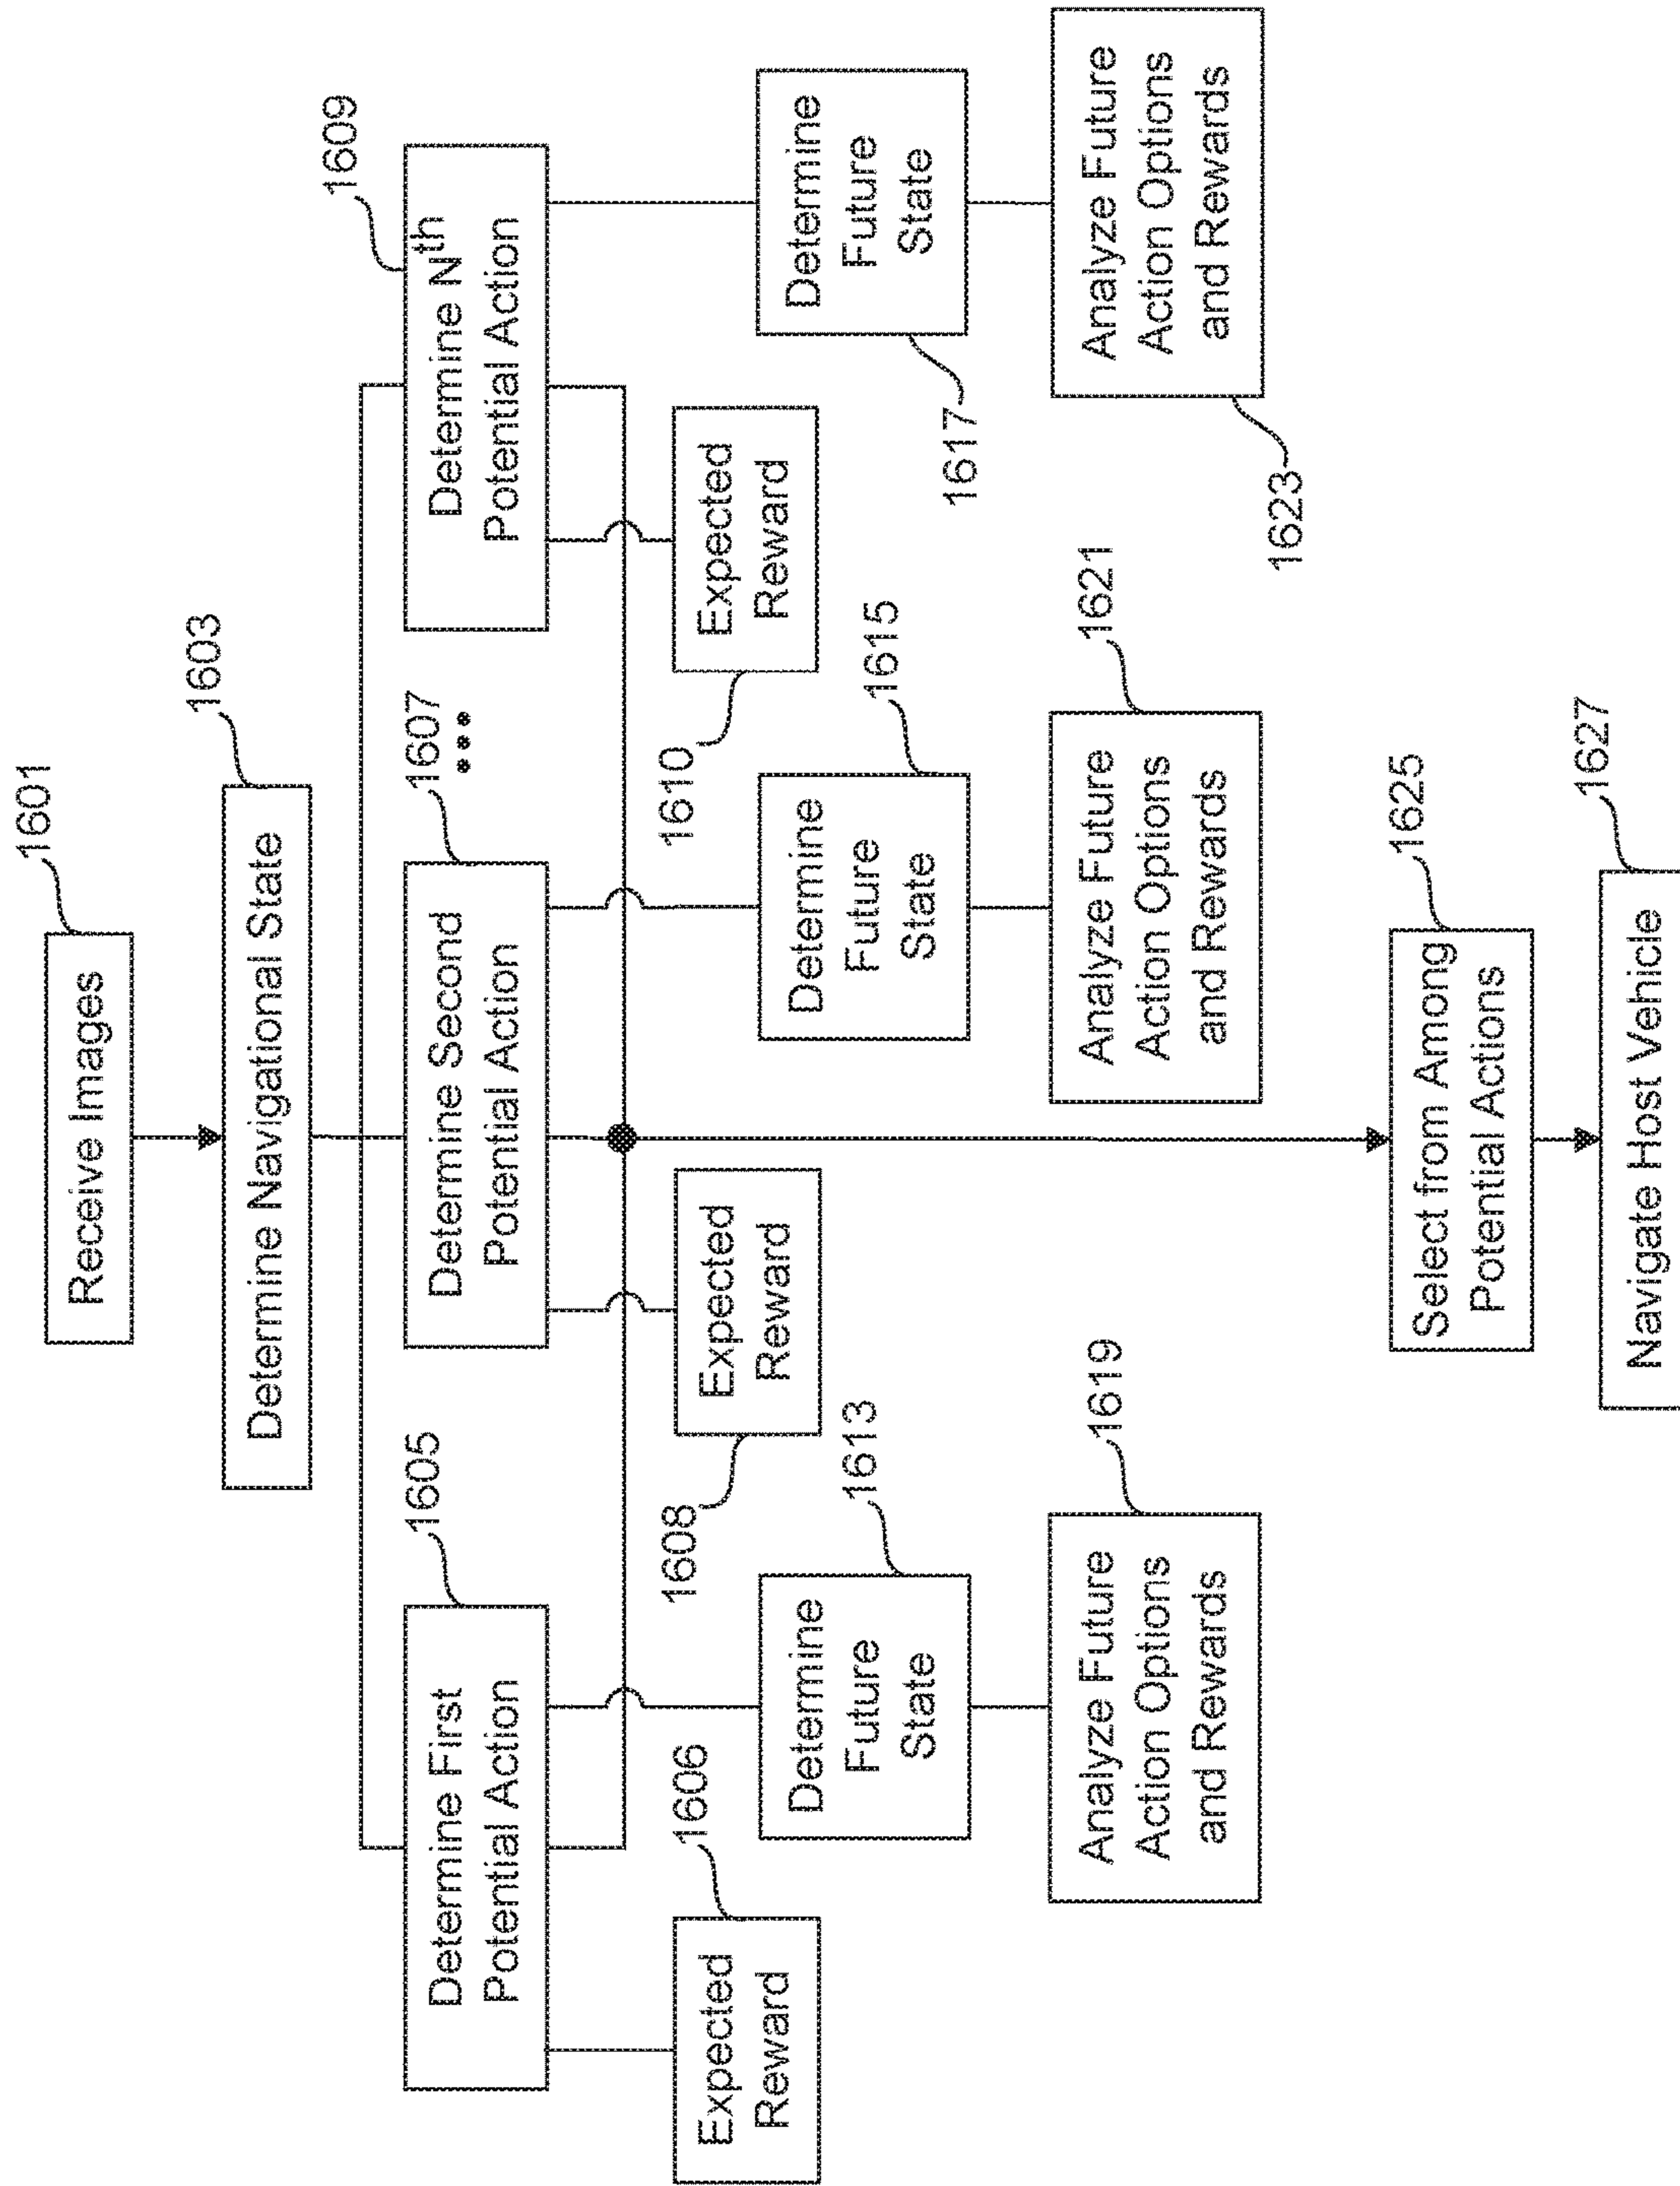 1601
Receive Images
1603
Determine Navigational State
1605
Determine First
Potential Action
1607
Determine Second
Potential Action
•••
1609
Determine Nth
Potential Action
1606
Expected
Reward
1608
Expected
Reward
1610
Expected
Reward
1613
Determine
Future
State
1615
Determine
Future
State
1617
Determine
Future
State
1619
Analyze Future
Action Options
and Rewards
1621
Analyze Future
Action Options
and Rewards
1623
Analyze Future
Action Options
and Rewards
1625
Select from Among
Potential Actions
1627
Navigate Host Vehicle